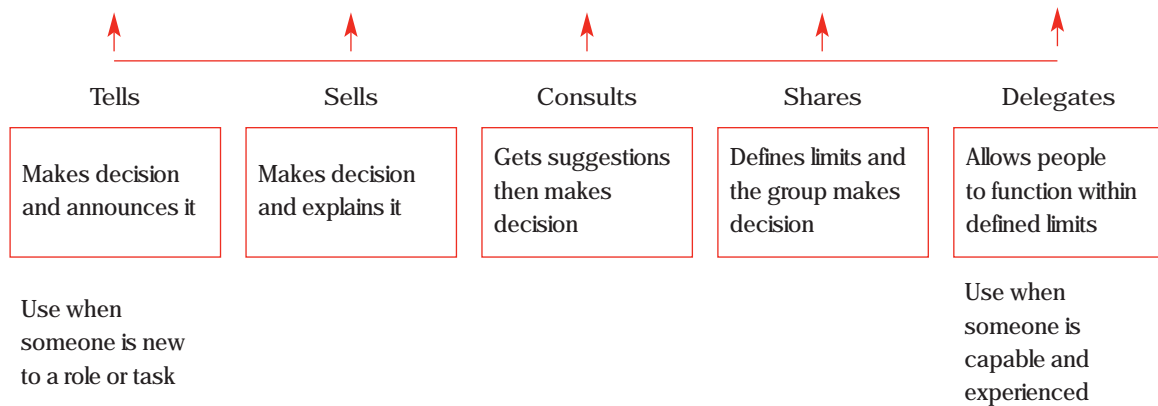 Tells
Sells
Consults
Shares
Delegates
Makes decision
and announces it
Makes decision
and explains it
Gets suggestions
then makes
decision
Defines limits and
the group makes
decision
Allows people
to function within
defined limits
Use when
someone is new
to a role or task
Use when
someone is
capable and
experienced